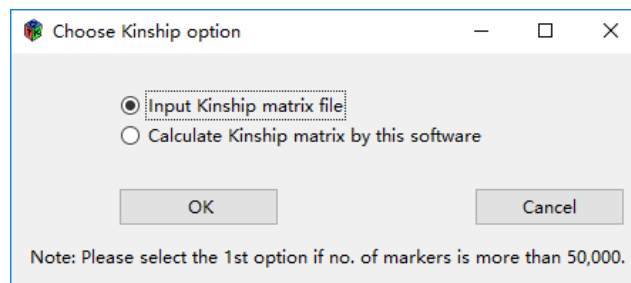 Choose Kinship option
Input Kinship matrix file
Calculate Kinship matrix by this software
OK Cancel
Note: Please select the 1st option if no. of markers is more than 50,000.